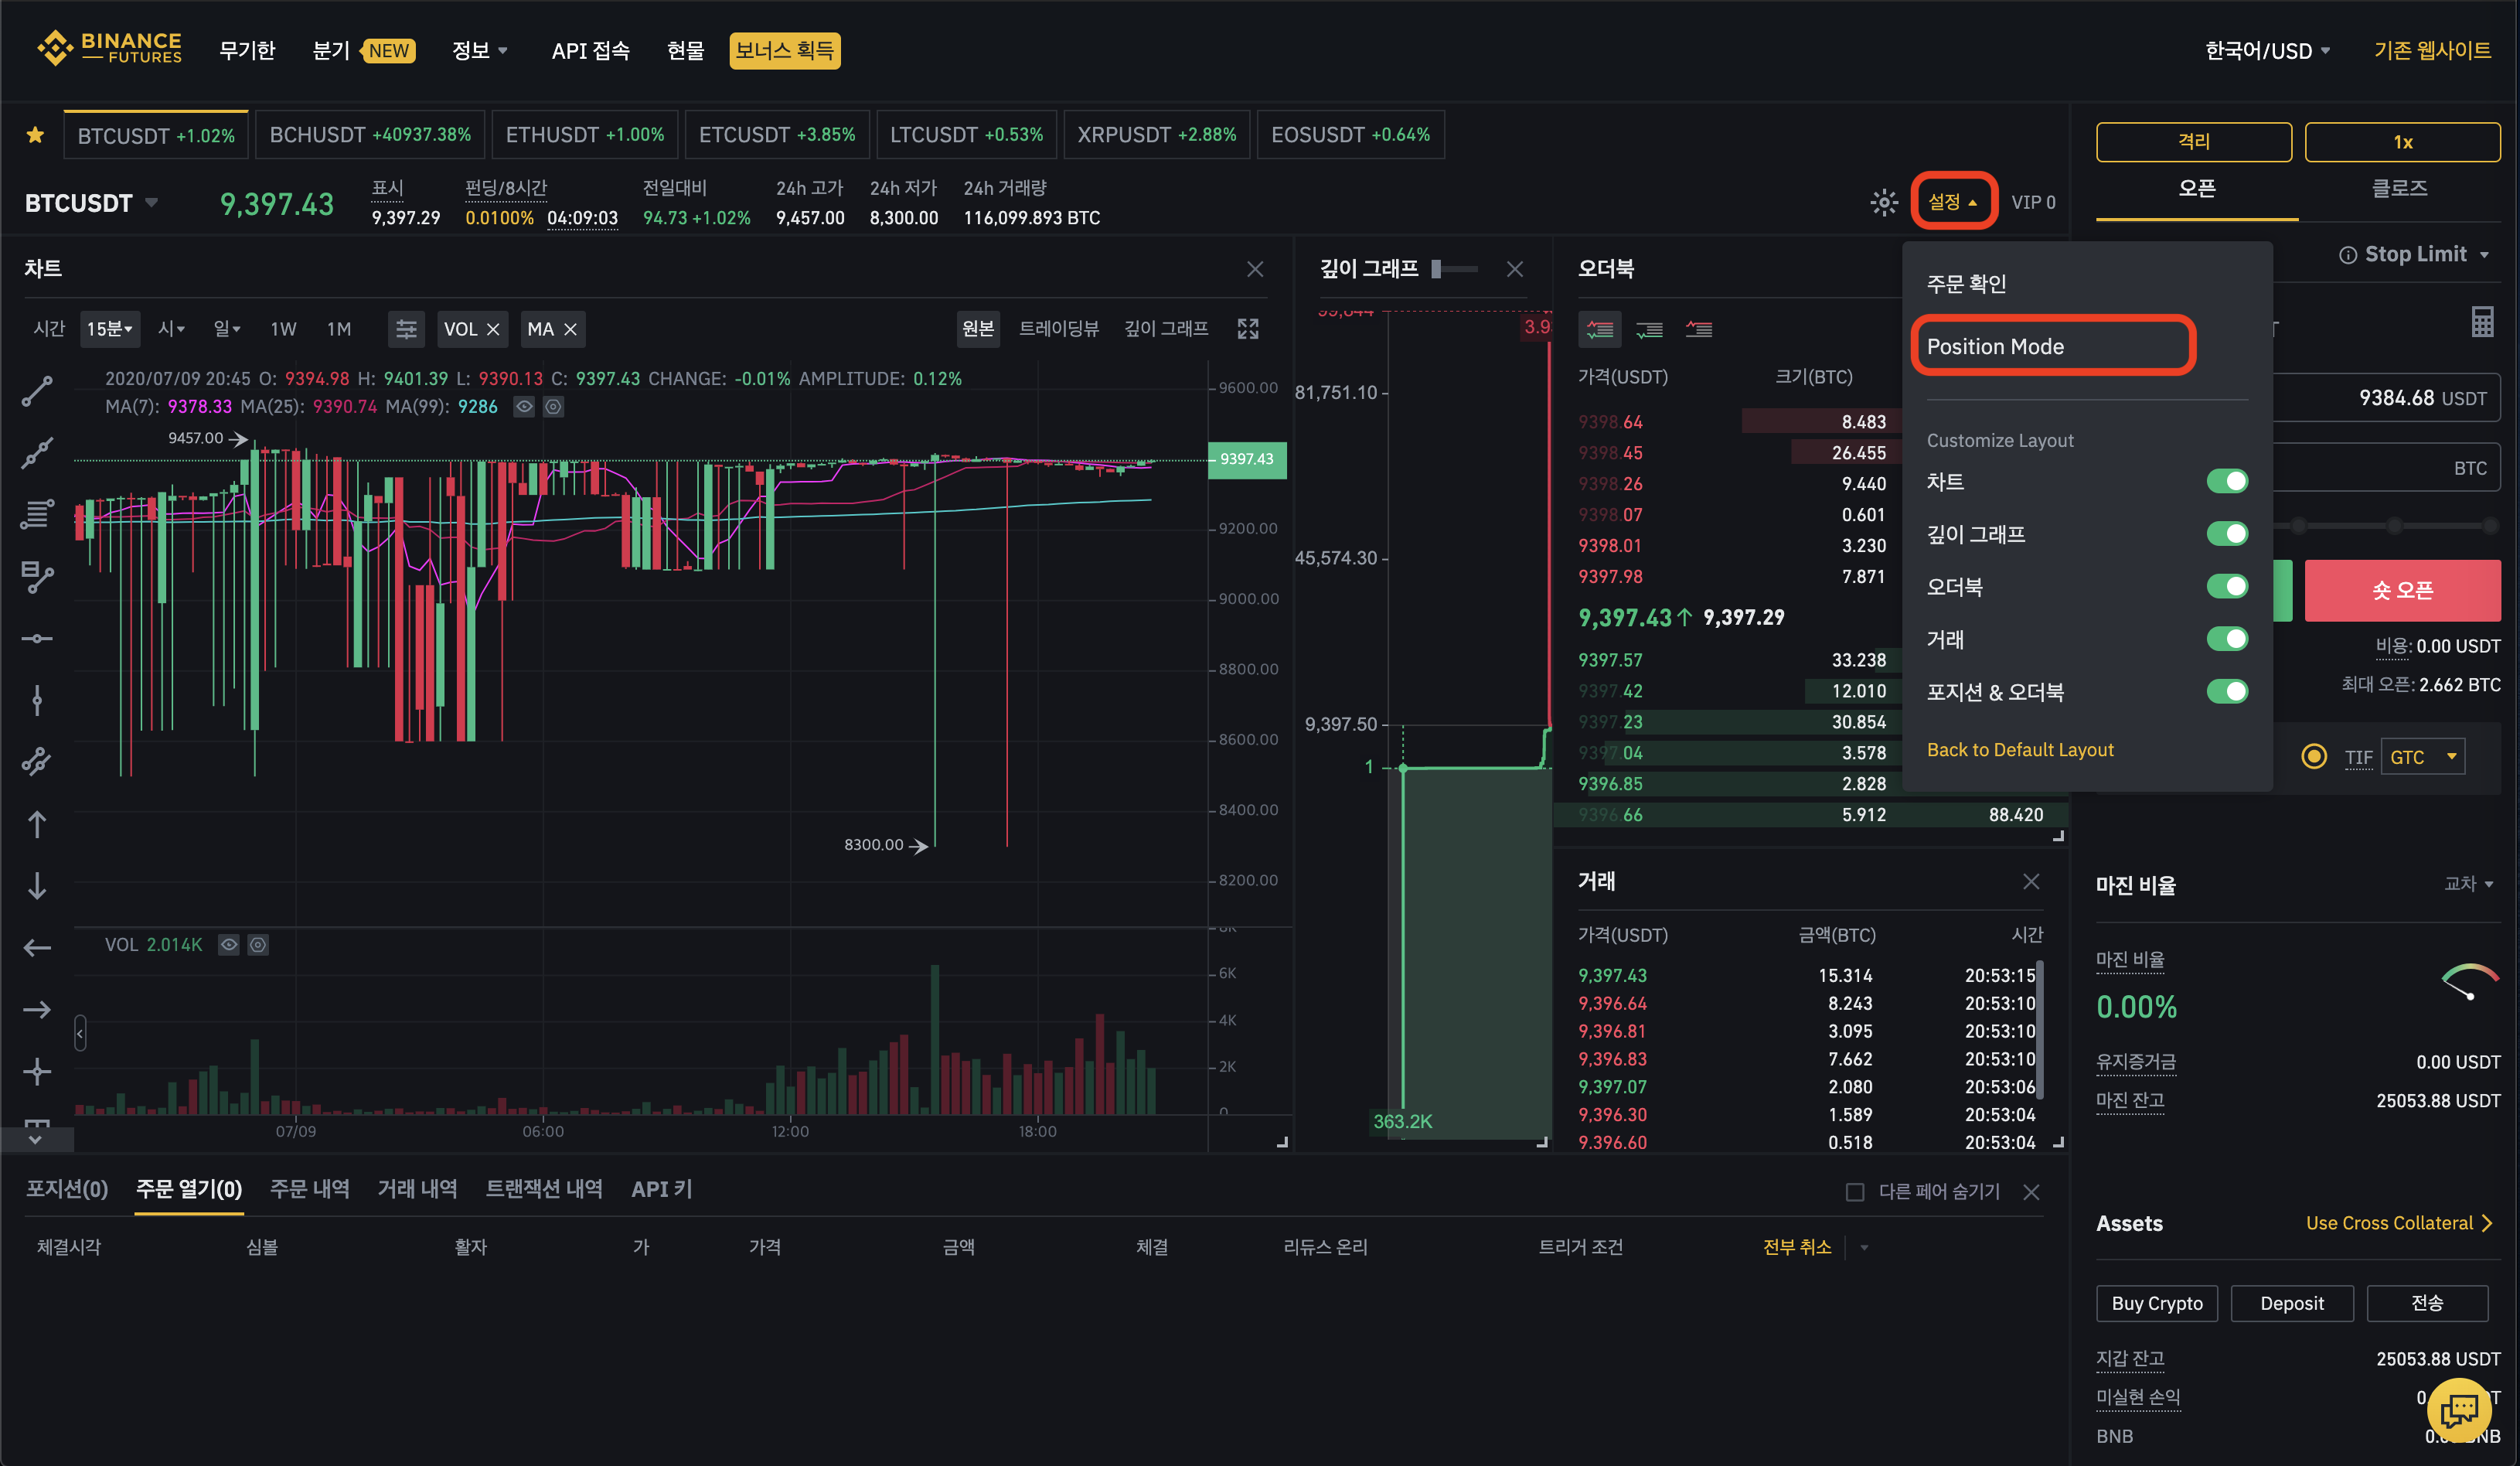 BINANCE
FUTURES
무기한
분기 NEW
정보
API 접속
현물
보너스 획득
한국어/USD
기존 웹사이트
BTCUSDT +1.02%
BCHUSDT +40937.38%
ETHUSDT +1.00%
ETCUSDT +3.85%
LTCUSDT +0.53%
XRPUSDT +2.88%
EOSUSDT +0.64%
격리
1x
BTCUSDT
9,397.43
표시
9,397.29
펀딩/8시간
0.0100% 04:09:03
전일대비
94.73 +1.02%
24h 고가
9,457.00
24h 저가
8,300.00
24h 거래량
116,099.893 BTC
설정
VIP 0
오픈
클로즈
Stop Limit
차트
시간
15분
시
일
1W
1M
VOL
MA
원본
트레이딩뷰
깊이 그래프
2020/07/09 20:45 O: 9394.98 H: 9401.39 L: 9390.13 C: 9397.43 CHANGE: -0.01% AMPLITUDE: 0.12%
MA(7): 9378.33 MA(25): 9390.74 MA(99): 9286
9457.00
8300.00
9600.00
9397.43
9200.00
9000.00
8800.00
8600.00
8400.00
8200.00
VOL 2.014K
6K
4K
2K
07/09
06:00
12:00
18:00
깊이 그래프
81,751.10
45,574.30
9,397.50
1
363.2K
오더북
가격(USDT)
크기(BTC)
9398.64 8.483
9398.45 26.455
9398.26 9.440
9398.07 0.601
9398.01 3.230
9397.98 7.871
9,397.43↑ 9,397.29
9397.57 33.238
9397.42 12.010
9397.23 30.854
9397.04 3.578
9396.85 2.828
9396.66 5.912 88.420
주문 확인
Position Mode
Customize Layout
차트
깊이 그래프
오더북
거래
포지션 & 오더북
Back to Default Layout
9384.68 USDT
BTC
숏 오픈
비용: 0.00 USDT
최대 오픈: 2.662 BTC
TIF GTC
거래
가격(USDT) 금액(BTC) 시간
9,397.43 15.314 20:53:15
9,396.64 8.243 20:53:10
9,396.81 3.095 20:53:10
9,396.83 7.662 20:53:10
9,397.07 2.080 20:53:06
9,396.30 1.589 20:53:04
9.396.60 0.518 20:53:04
마진 비율
교차
마진 비율
0.00%
유지증거금 0.00 USDT
마진 잔고 25053.88 USDT
포지션(0)
주문 열기(0)
주문 내역
거래 내역
트랜잭션 내역
API 키
다른 페어 숨기기
체결시각
심볼
활자
가
가격
금액
체결
리듀스 온리
트리거 조건
전부 취소
Assets
Use Cross Collateral
Buy Crypto
Deposit
전송
지갑 잔고 25053.88 USDT
미실현 손익
BNB